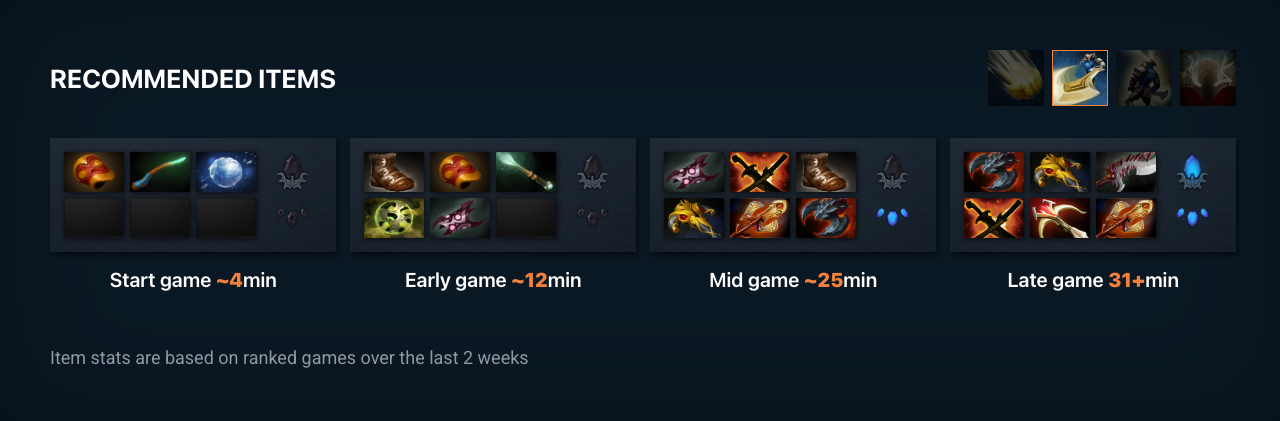 RECOMMENDED ITEMS
Start game ~4min
Early game ~12min
Mid game ~25min
Late game 31+min
Item stats are based on ranked games over the last 2 weeks